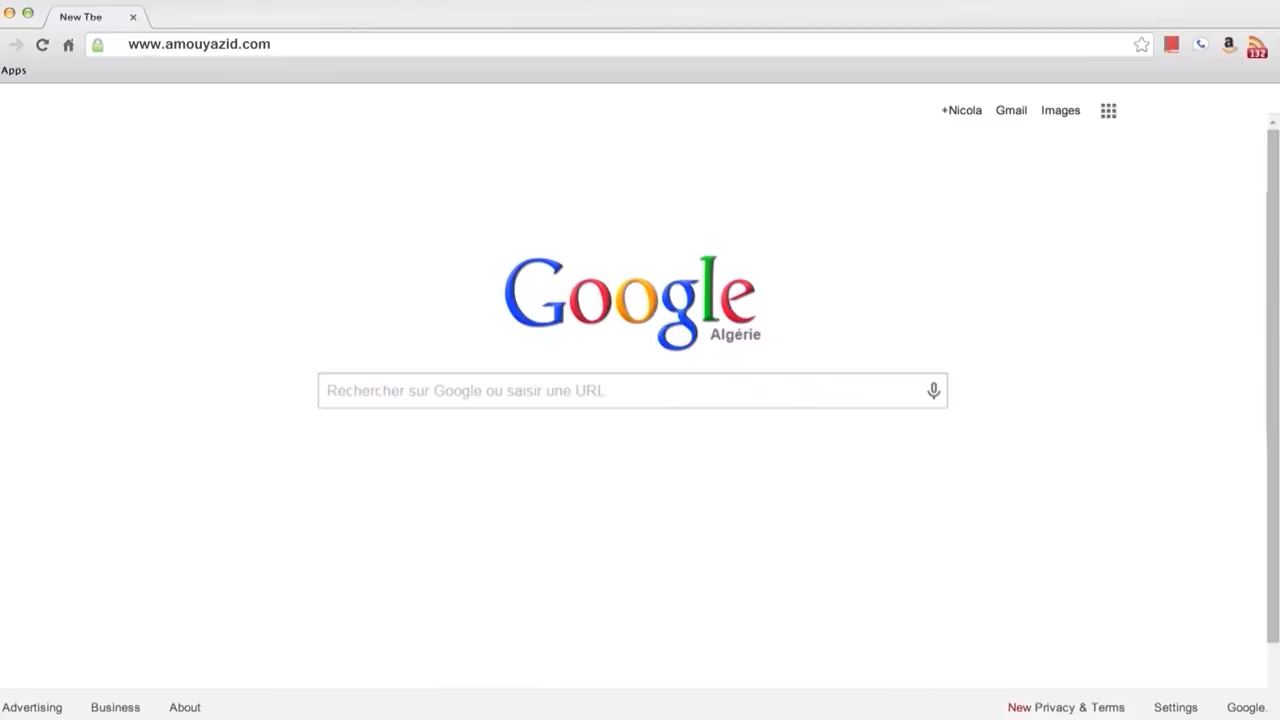 New Tbe
www.amouyazid.com
a
132
Apps
+Nicola Gmail Images
Google
Algérie
Rechercher sur Google ou saisir une URL
Advertising Business About New Privacy & Terms Settings Google.